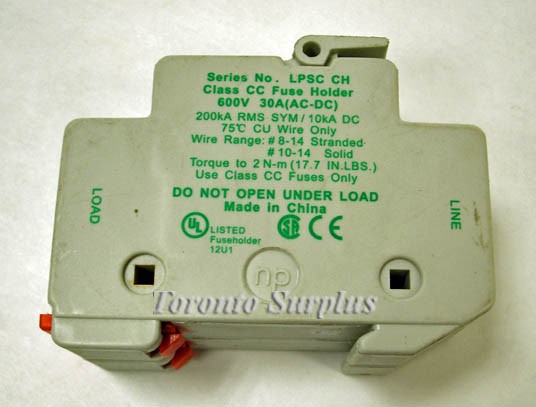 Series No. LPSC CH
Class CC Fuse Holder
600V 30A(AC-DC)
200kA RMS SYM/10kA DC
75℃ CU Wire Only
Wire Range: #8-14 Stranded
#10-14 Solid
Torque to 2N-m(17.7 IN.LBS.)
Use Class CC Fuses Only
DO NOT OPEN UNDER LOAD
Made in China
LOAD
LINE
UL LISTED
Fuseholder
12U1
SA CE
np
Toronto Surplus